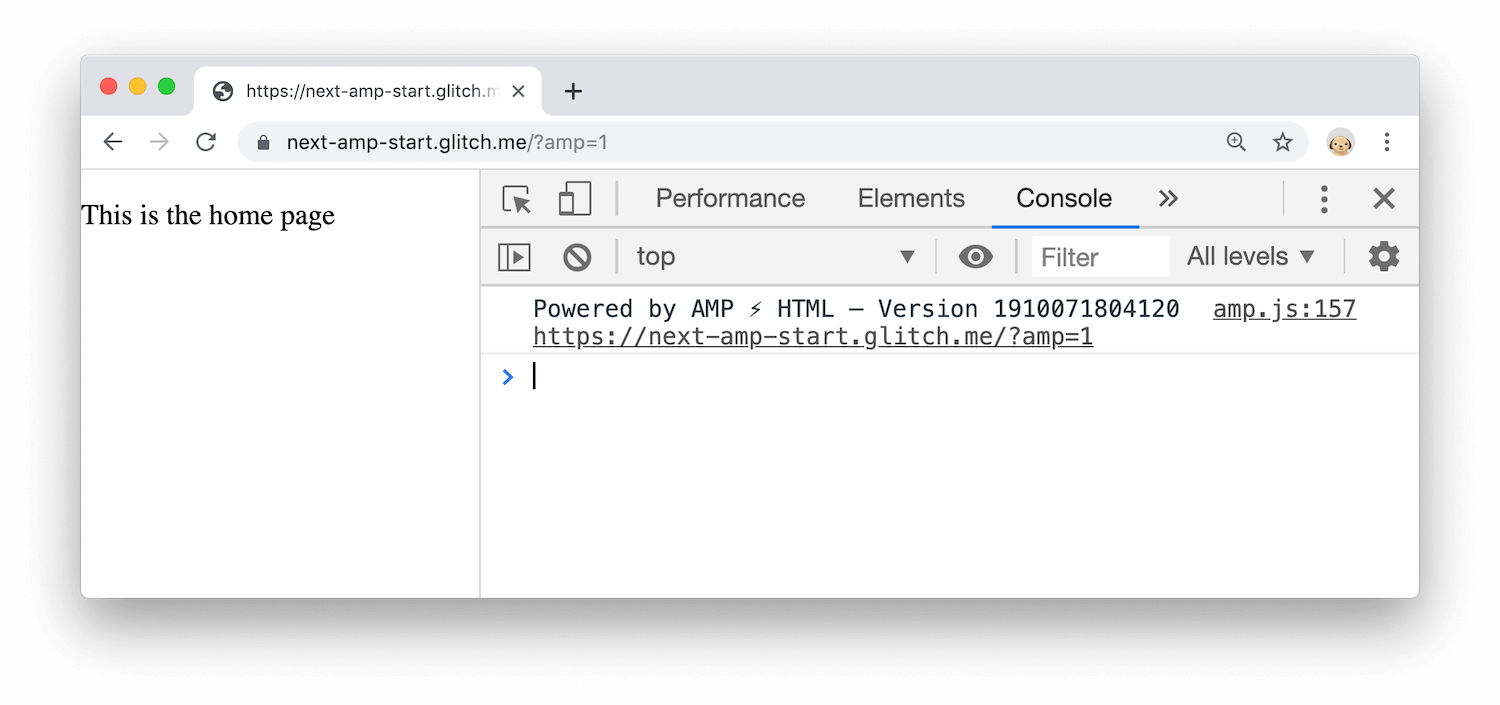 https://next-amp-start.glitch.m
next-amp-start.glitch.me/?amp=1
This is the home page
Performance Elements Console
top Filter All levels
Powered by AMP ⚡ HTML – Version 1910071804120 amp.js:157
https://next-amp-start.glitch.me/?amp=1